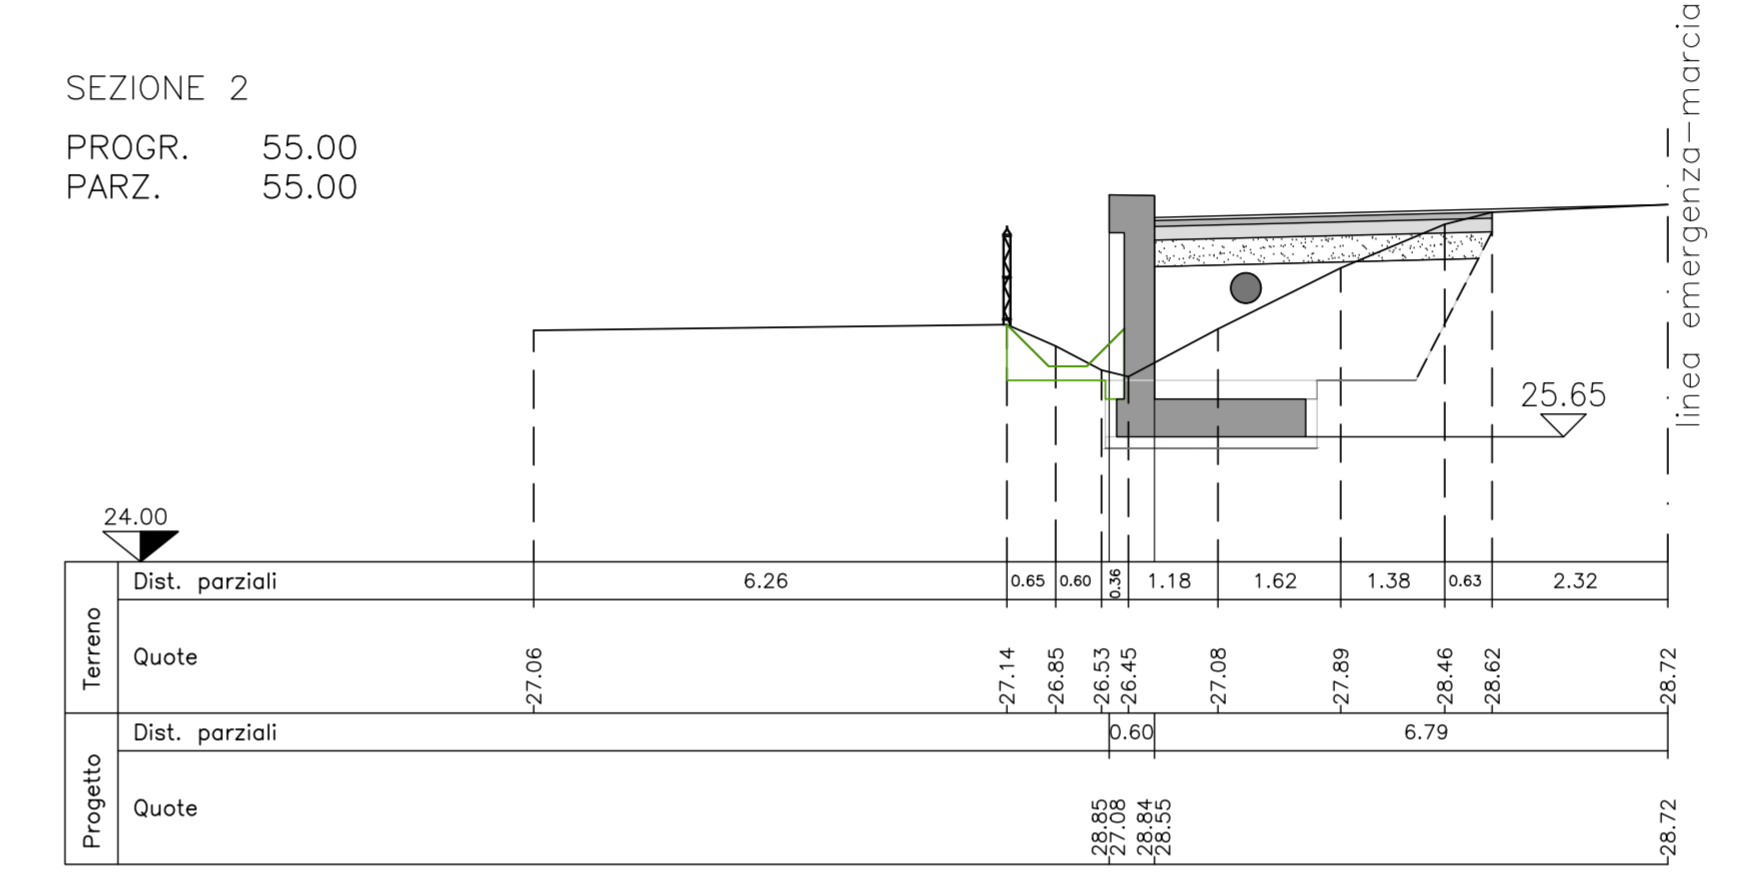 SEZIONE 2
PROGR. 55.00
PARZ. 55.00
linea emergenza-marcia
25.65
24.00
Terreno
Dist. parziali 6.26 0.65 0.60 0.36 1.18 1.62 1.38 0.63 2.32
Quote 27.06 27.14 26.85 26.53 26.45 27.08 27.89 28.46 28.62 28.72
Progetto
Dist. parziali 0.60 6.79
Quote 28.85 27.08 28.84 28.55 28.72